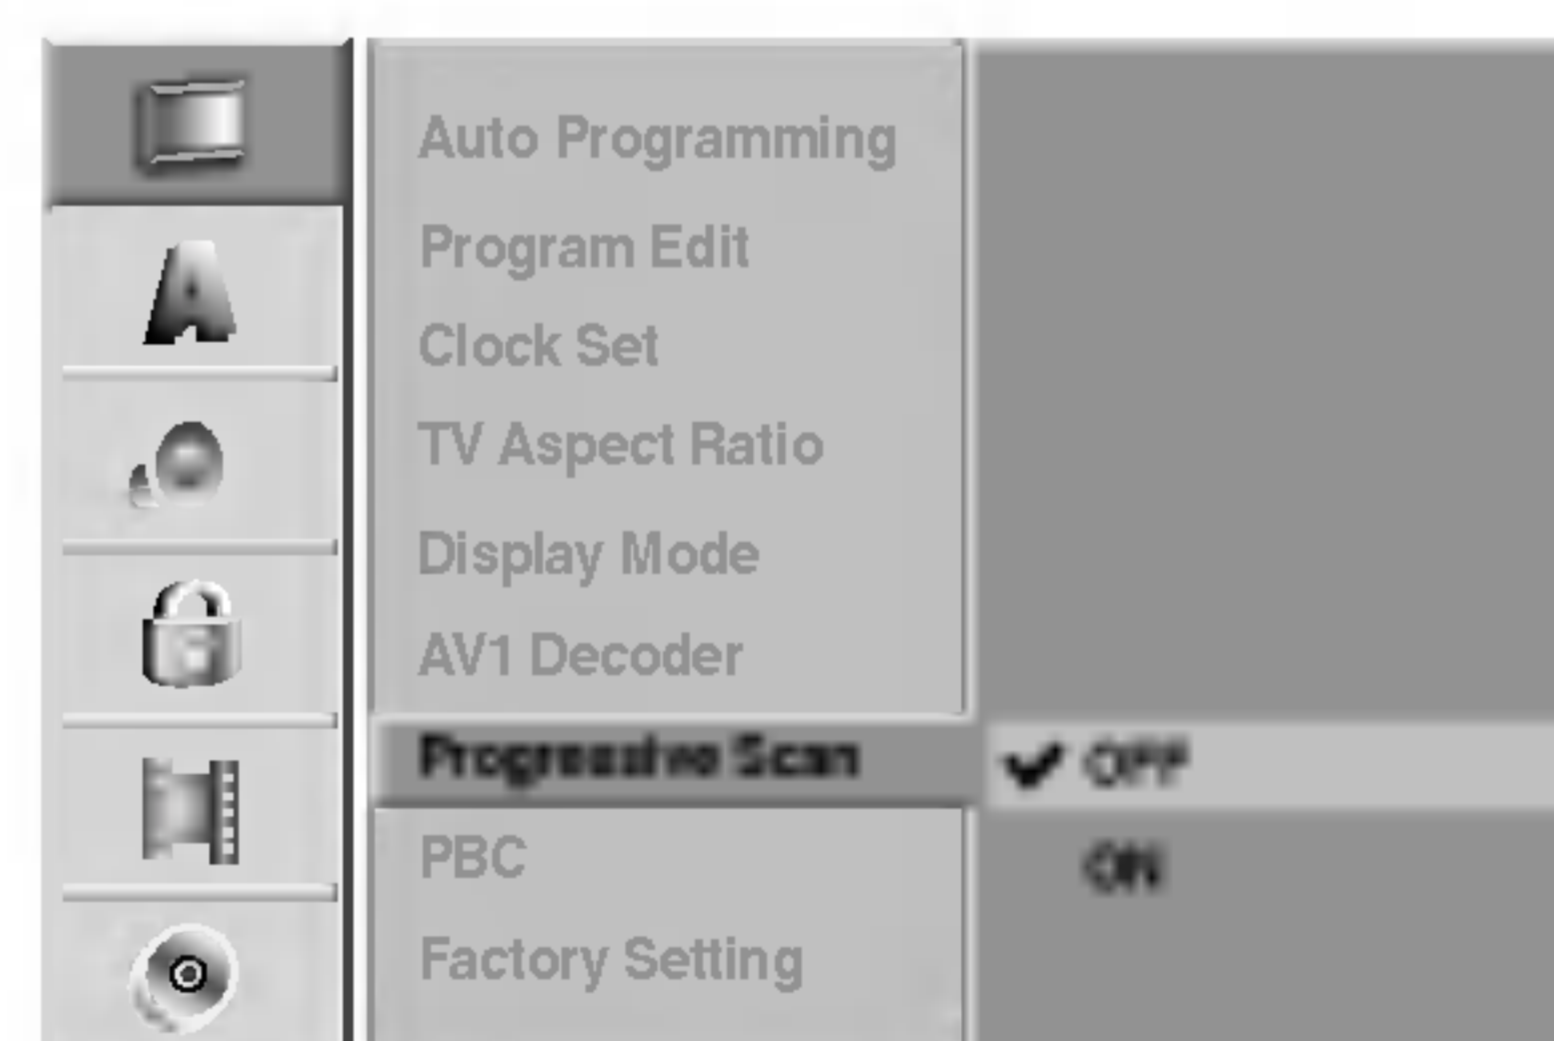 Auto Programming
Program Edit
Clock Set
TV Aspect Ratio
Display Mode
AV1 Decoder
Progressive Scan
✔ OFF
ON
PBC
Factory Setting